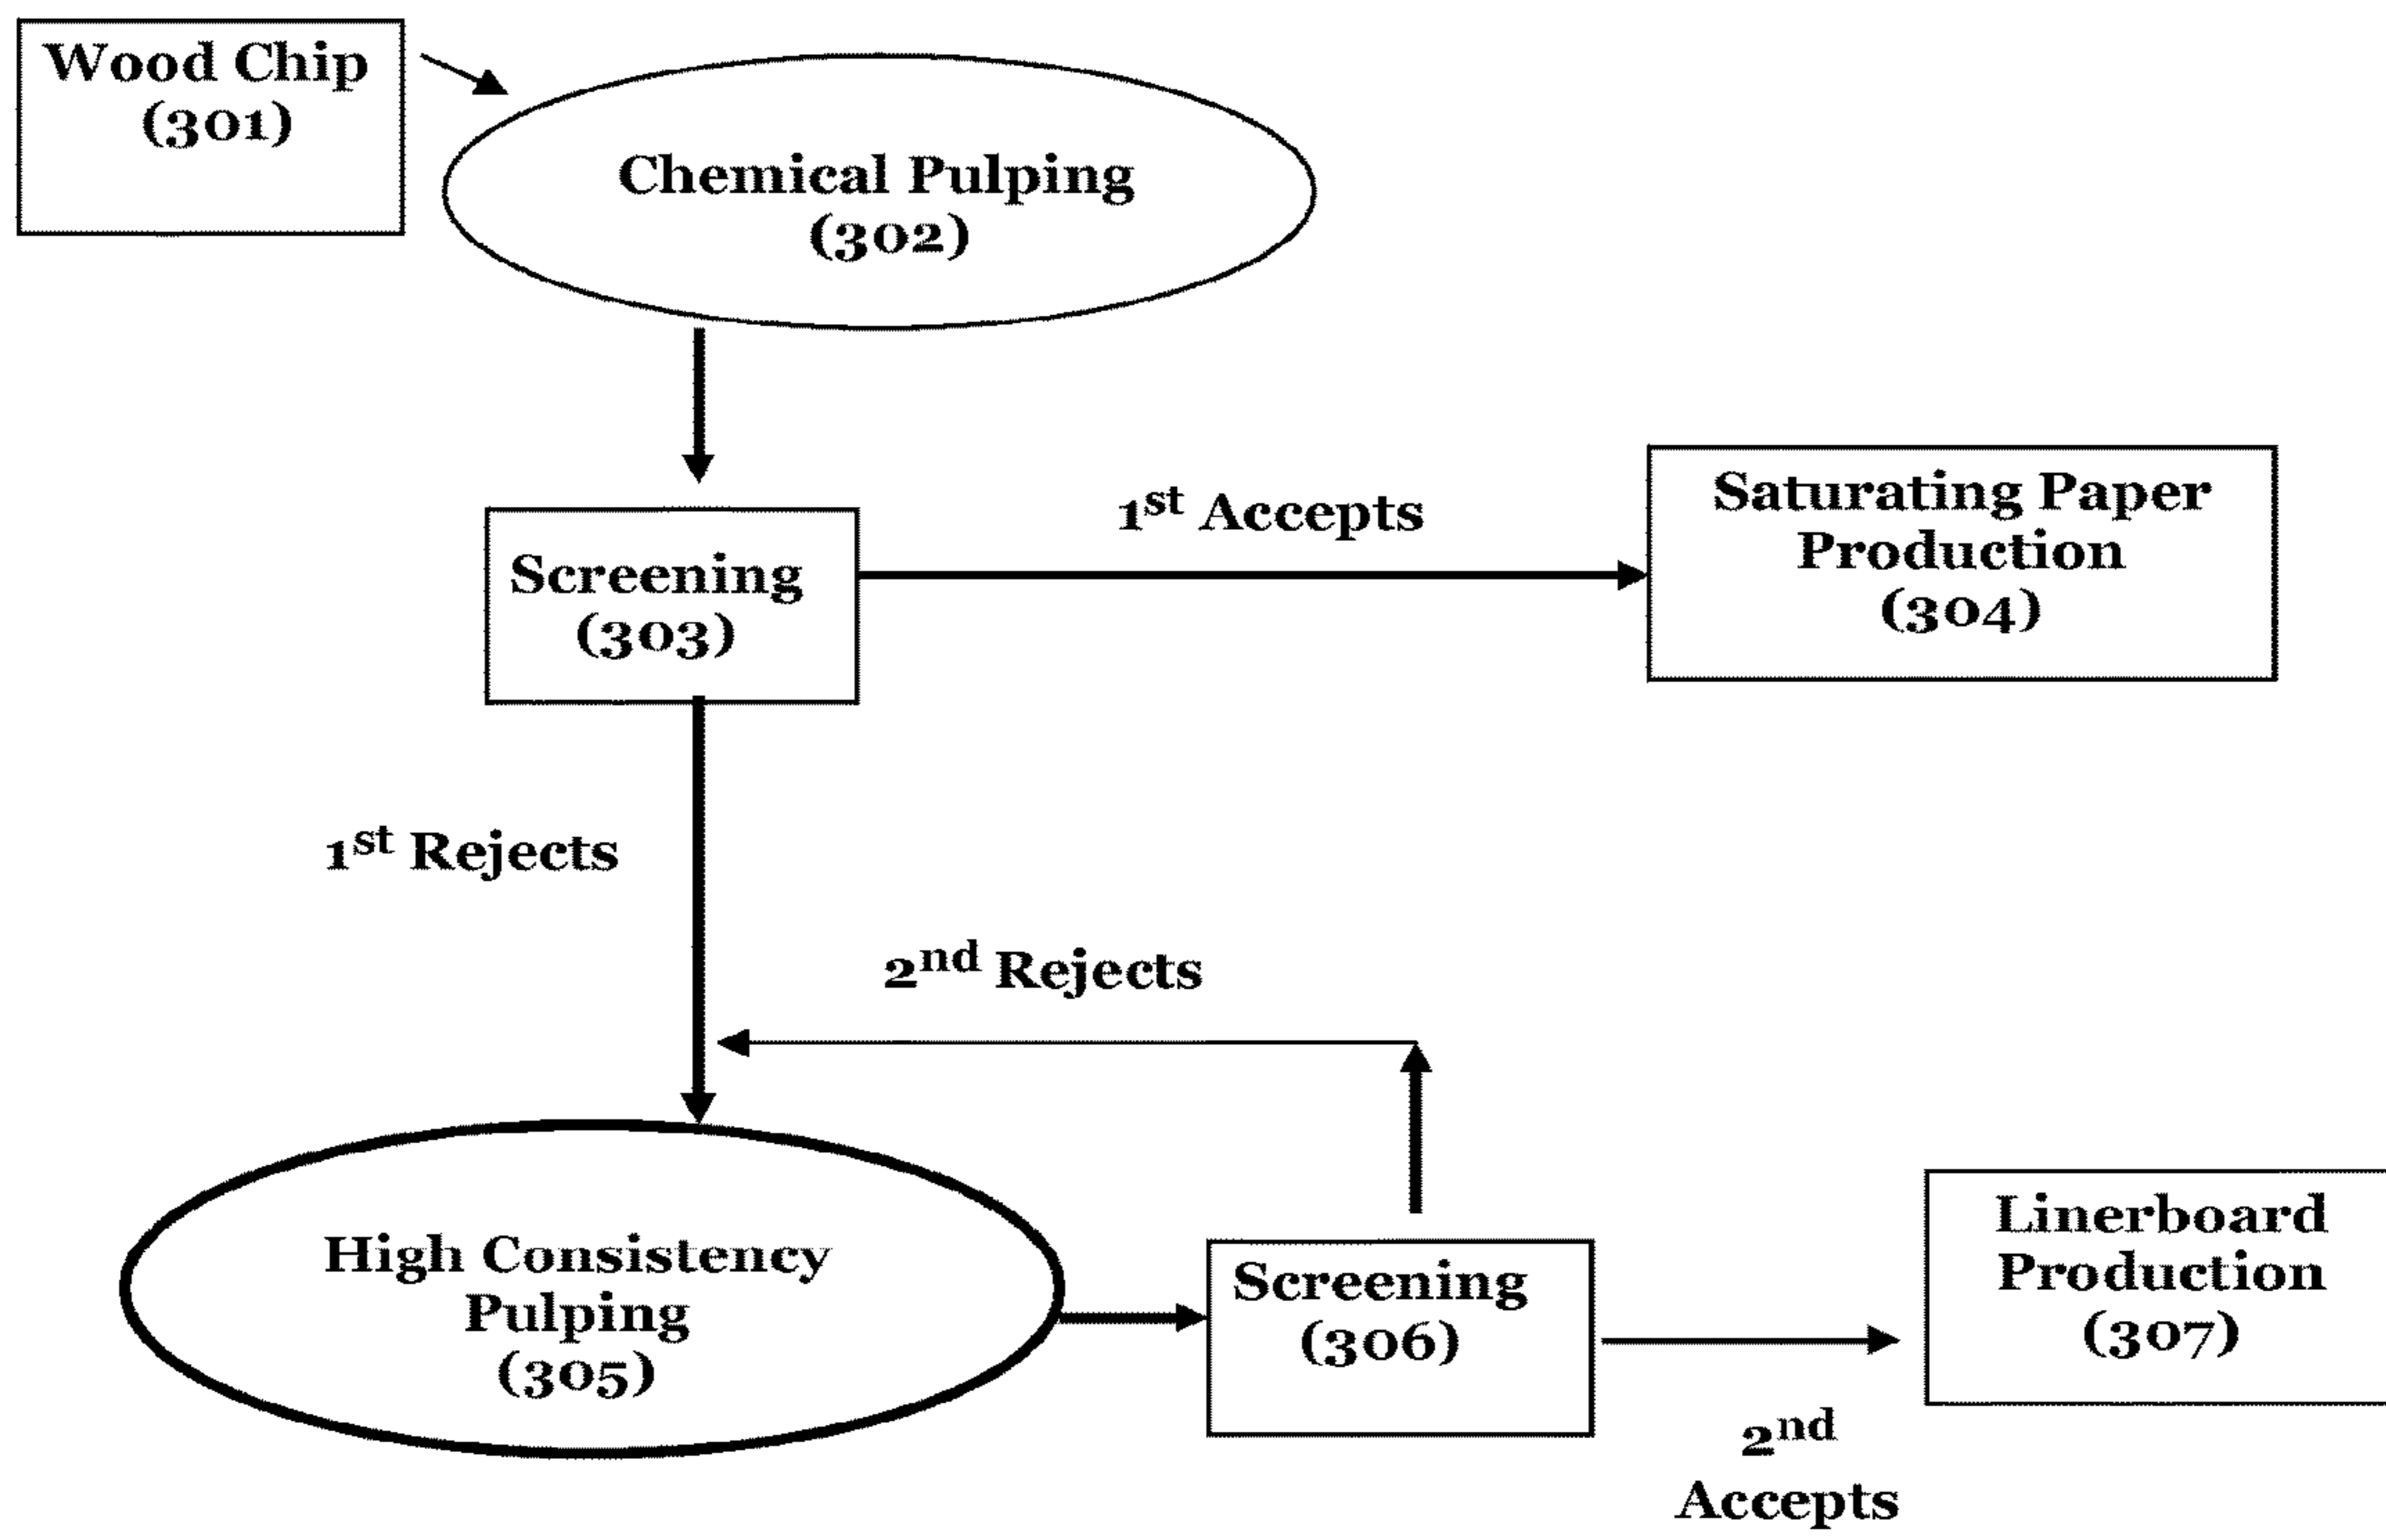 Wood Chip
(301)
Chemical Pulping
(302)
Screening
(303)
1st Accepts
Saturating Paper
Production
(304)
1st Rejects
2nd Rejects
High Consistency
Pulping
(305)
Screening
(306)
2nd
Accepts
Linerboard
Production
(307)